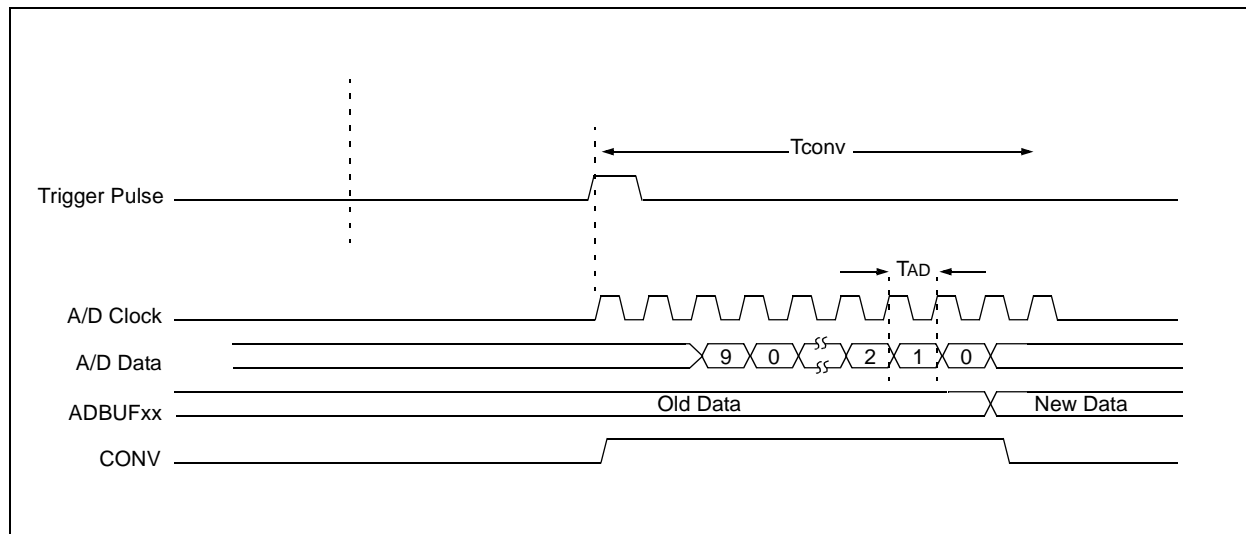 Tconv
Trigger Pulse
TAD
A/D Clock
A/D Data 9 0 2 1 0
ADBUFxx Old Data New Data
CONV